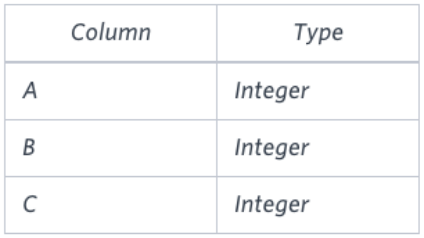 Column Type
A Integer
B Integer
C Integer